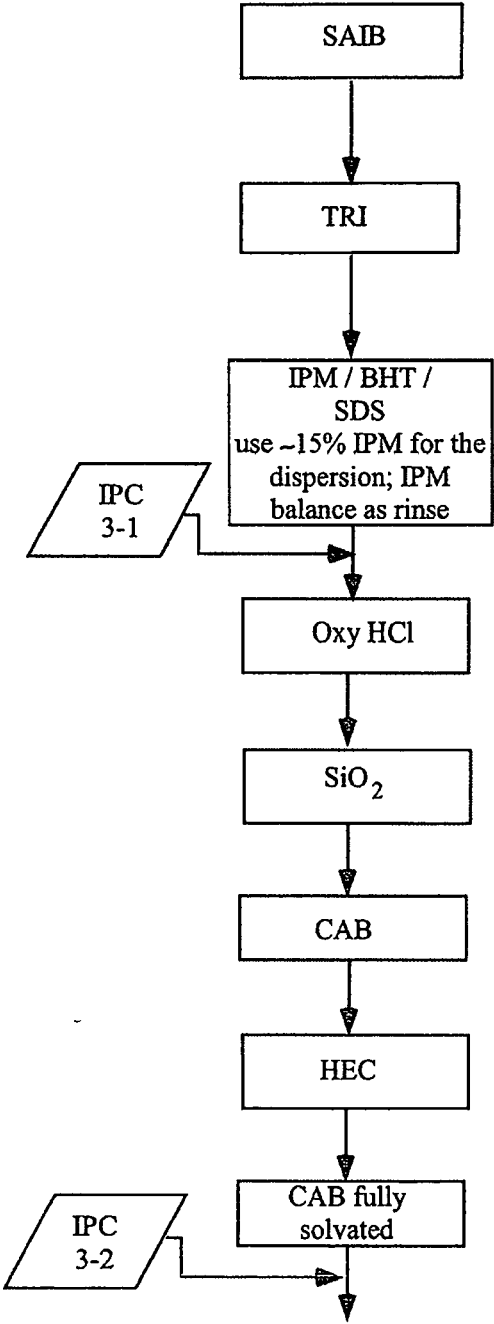 SAIB
TRI
IPM / BHT /
SDS
use ~15% IPM for the
dispersion; IPM
balance as rinse
IPC
3-1
Oxy HCl
SiO₂
CAB
HEC
CAB fully
solvated
IPC
3-2